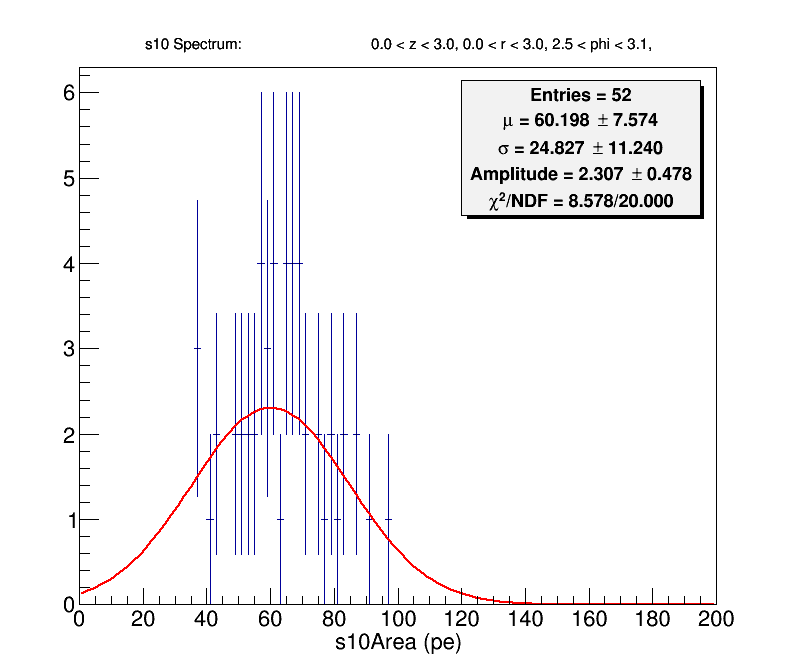 s10 Spectrum: 0.0 < z < 3.0, 0.0 < r < 3.0, 2.5 < phi < 3.1,
Entries = 52
μ = 60.198 ± 7.574
σ = 24.827 ± 11.240
Amplitude = 2.307 ± 0.478
χ²/NDF = 8.578/20.000
6
5
4
3
2
1
0
0 20 40 60 80 100 120 140 160 180 200
s10Area (pe)